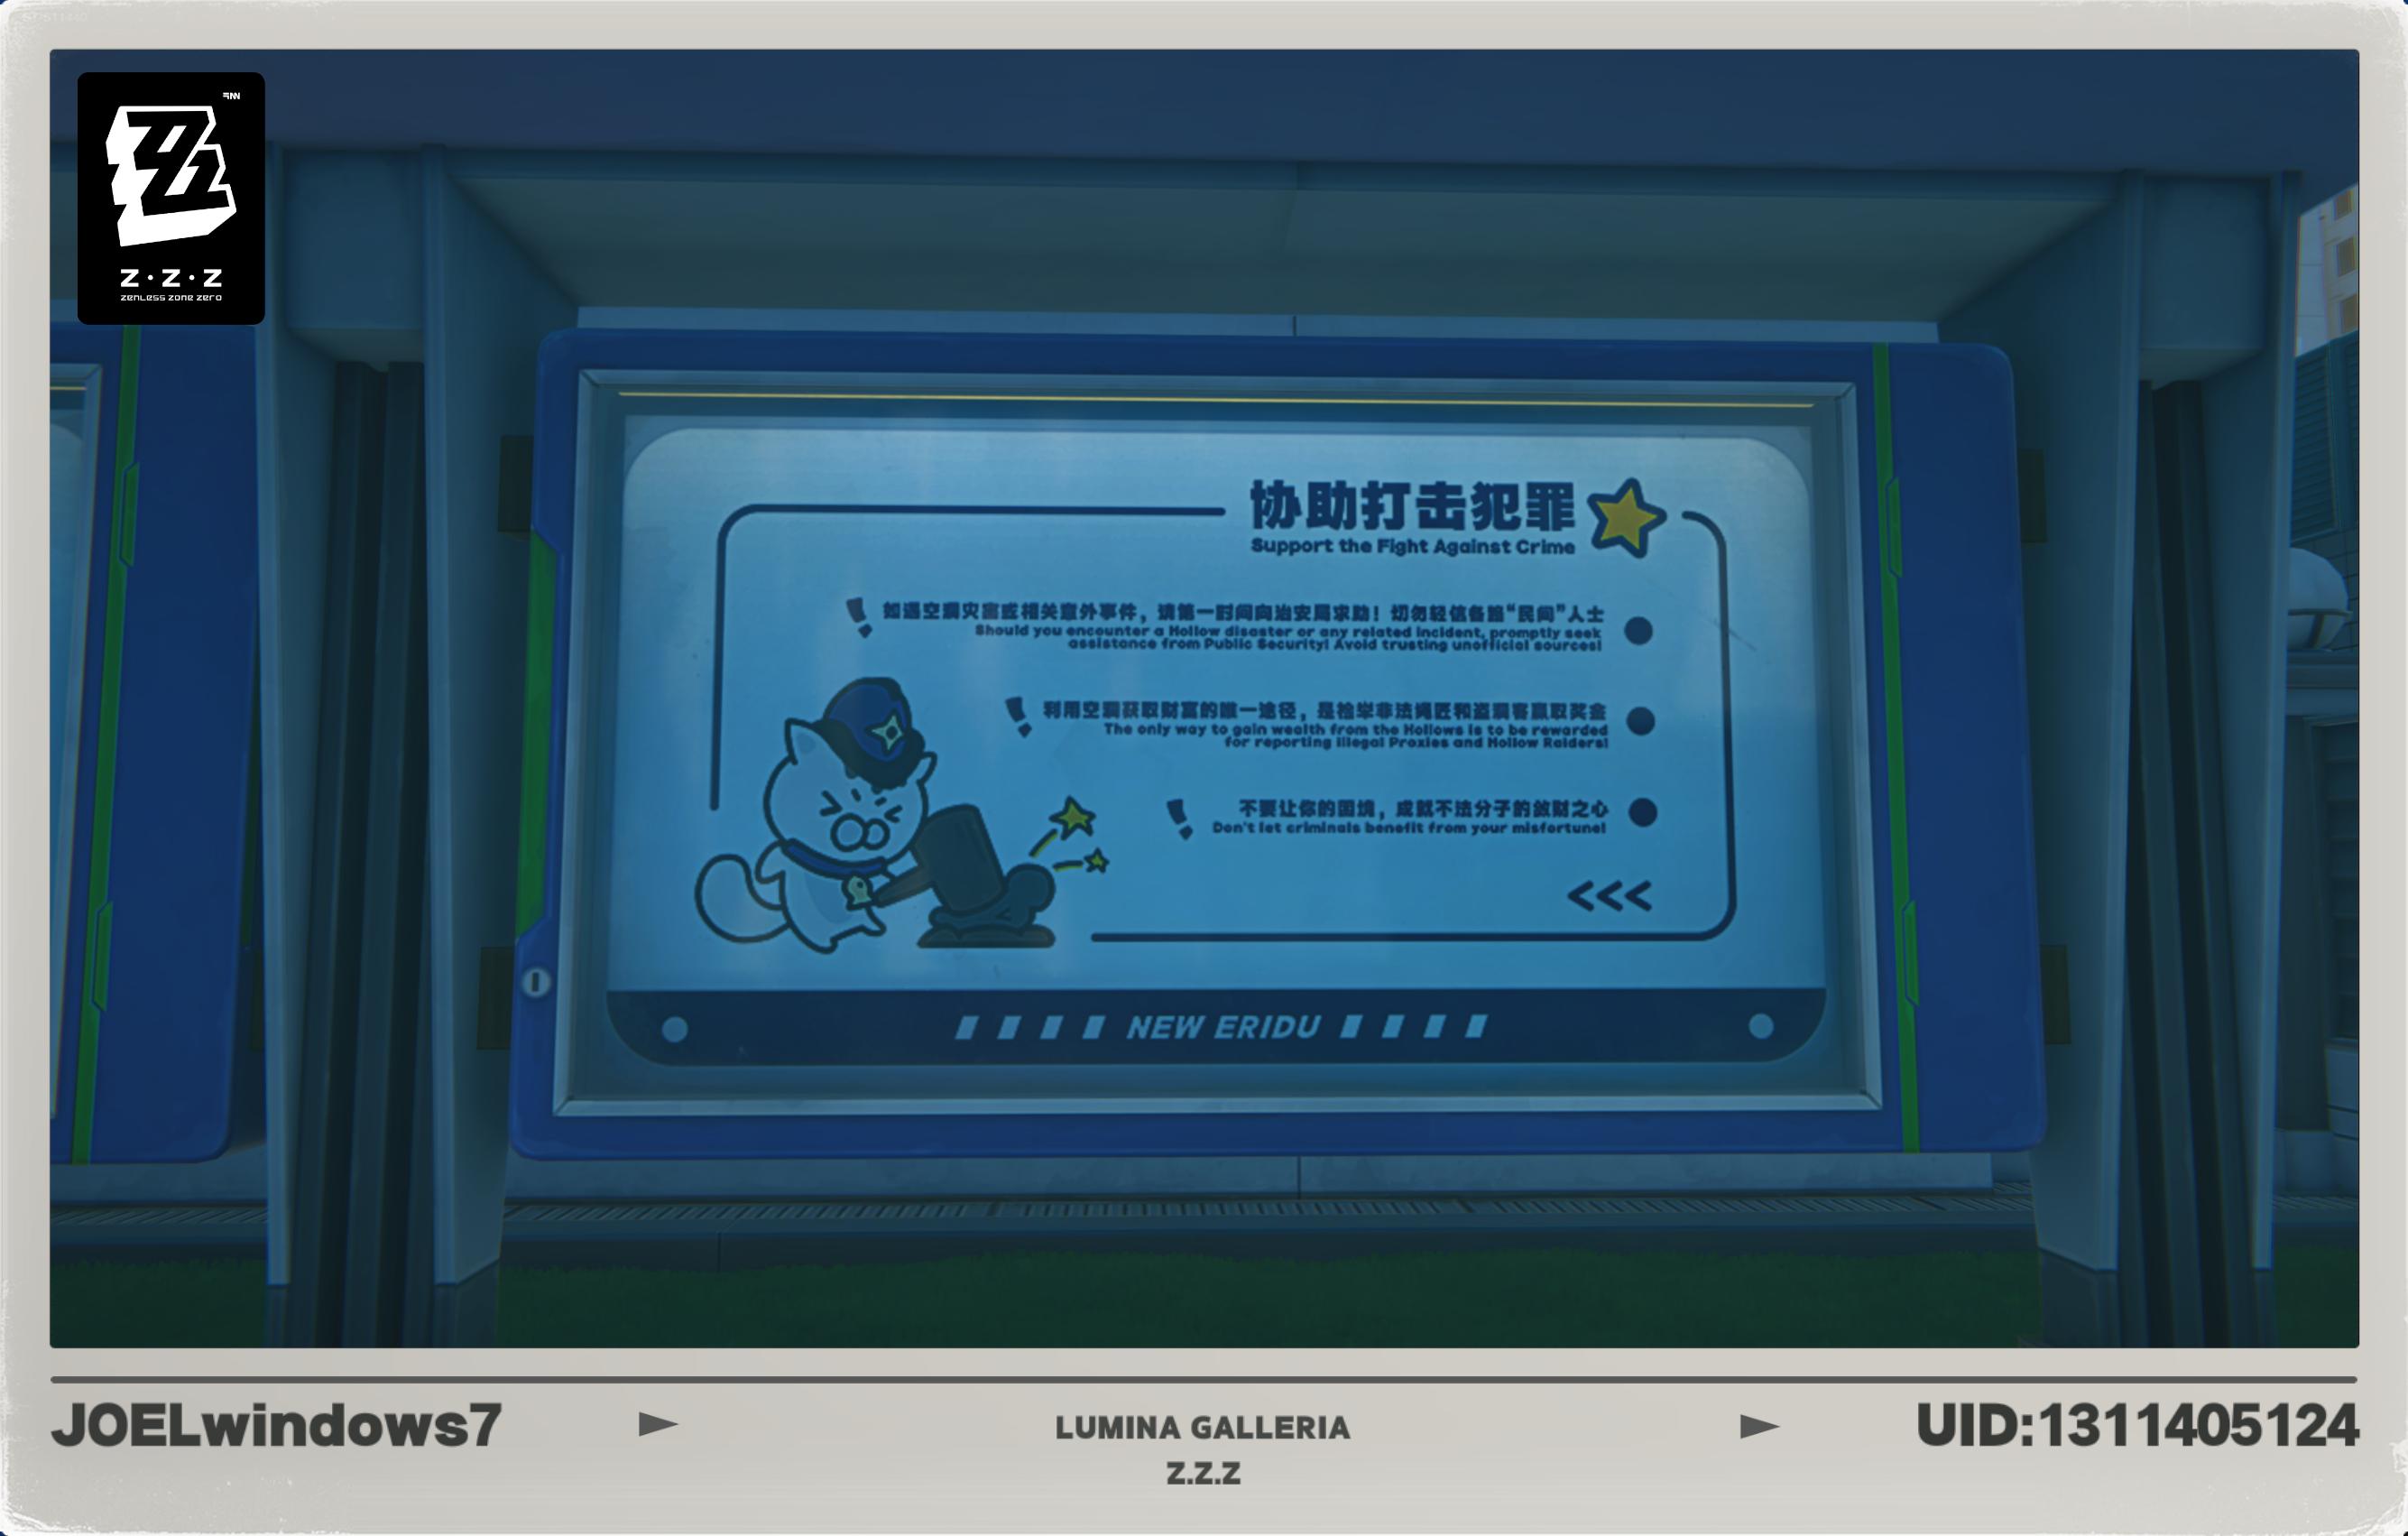 Z·Z·Z
zenless zone zero
协助打击犯罪
Support the Fight Against Crime
如遇空洞灾害或相关意外事件，请第一时间向治安局求助！切勿轻信各路“民间”人士
Should you encounter a Hollow disaster or any related incident, promptly seek
assistance from Public Security! Avoid trusting unofficial sources!
利用空洞获取财富的唯一途径，是检举非法绳匠和盗洞客赢取奖金
The only way to gain wealth from the Hollows is to be rewarded
for reporting illegal Proxies and Hollow Raiders!
不要让你的困境，成就不法分子的敛财之心
Don't let criminals benefit from your misfortune!
<<<
NEW ERIDU
JOELwindows7
LUMINA GALLERIA
Z.Z.Z
UID:1311405124